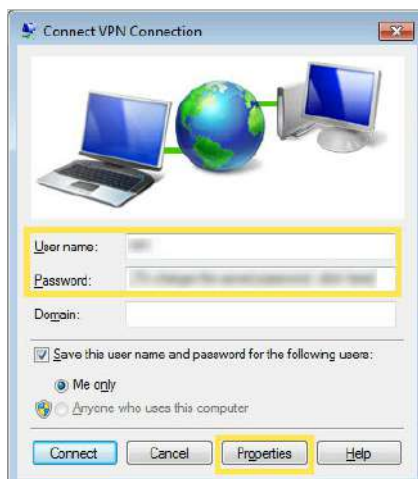 Connect VPN Connection
User name:
Password:
Domain:
Save this user name and password for the following users:
Me only
Anyone who uses this computer
Connect Cancel Properties Help